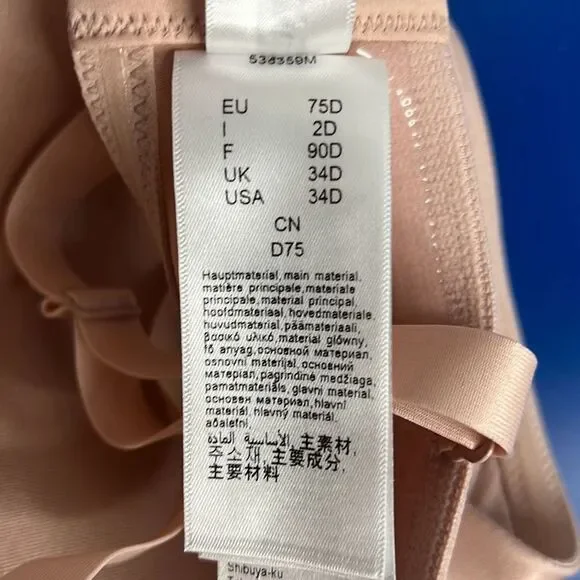 538359M
EU 75D
I 2D
F 90D
UK 34D
USA 34D
CN
D75
Hauptmaterial, main material,
matière principale, materiale
principale, material principal,
hoofdmateriaal, hovedmateriale,
huvudmaterial, päämateriaali,
βασικό υλικό, material główny,
fő anyag, основной материал,
osnovni materijal, основний
матеріал, pagrindinė medžiaga,
pamatmateriāls, glavni material,
основен материал, hlavní
materiál, hlavný materiál,
aðalefni,
المادة الأساسية, 主素材,
주소재, 主要成分,
主要材料
Shibuya-ku